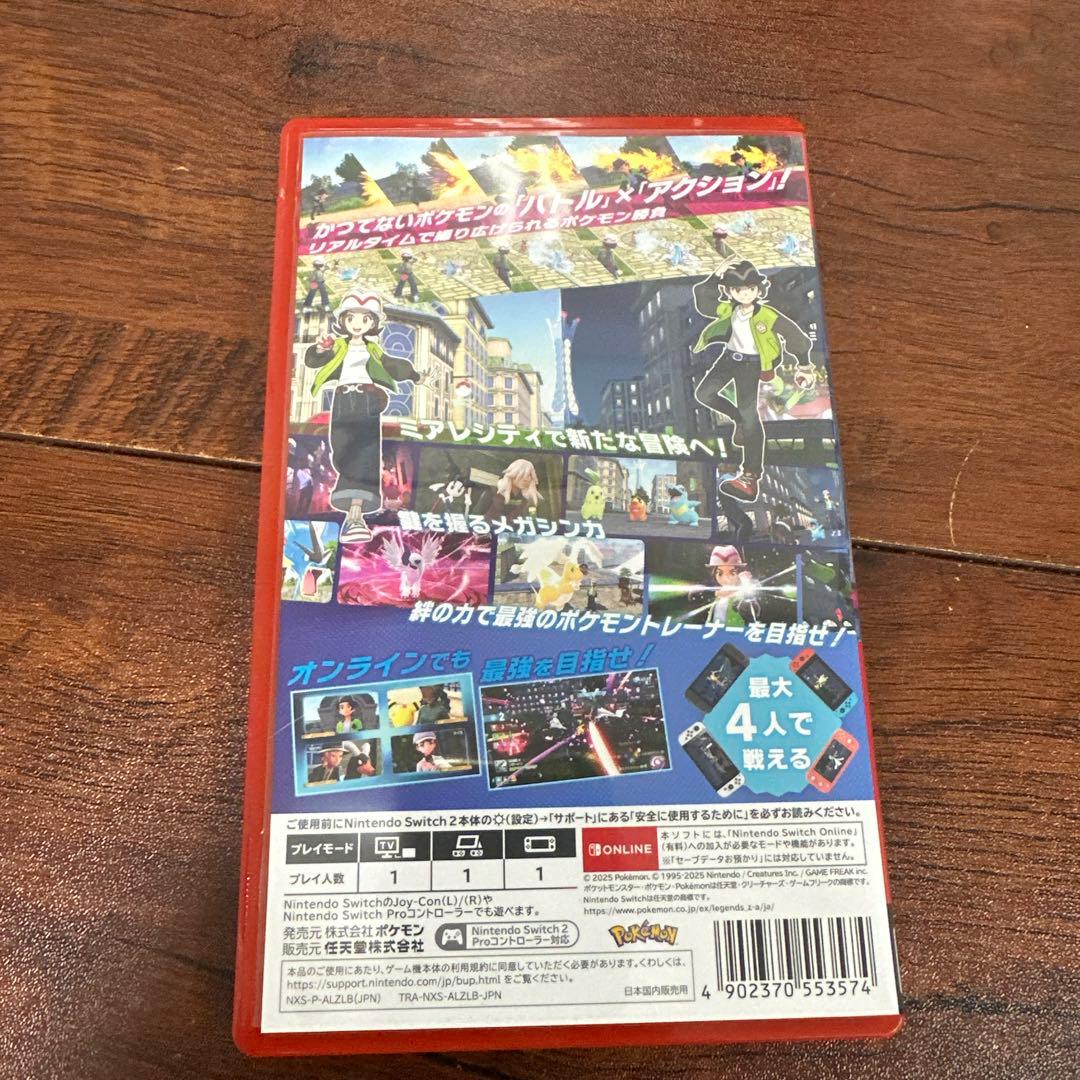 かつてないポケモンの「バトル」×「アクション」!
リアルタイムで繰り広げられるポケモン勝負
ミアレシティで新たな冒険へ!
鍵を握るメガシンカ
絆の力で最強のポケモントレーナーを目指せ!
オンラインでも 最強を目指せ!
最大
4人で
戦える
ご使用前にNintendo Switch 2本体の(設定)→「サポート」にある「安全に使用するために」を必ずお読みください。
プレイモード TV
プレイ人数 1 1 1
ONLINE
本ソフトには、「Nintendo Switch Online」
(有料)への加入が必要なモードや機能があります。
※「セーブデータお預かり」には対応していません。
© 2025 Pokémon. © 1995-2025 Nintendo / Creatures Inc. / GAME FREAK inc.
ポケットモンスター・ポケモン・Pokémonは任天堂・クリーチャーズ・ゲームフリークの商標です。
Nintendo Switchは任天堂の商標です。
https://www.pokemon.co.jp/ex/legends_z-a/ja/
Nintendo SwitchのJoy-Con(L)/(R)や
Nintendo Switch Proコントローラーでも遊べます。
発売元 株式会社ポケモン
販売元 任天堂株式会社
Nintendo Switch 2
Proコントローラー対応
POKéMON
本品のご使用にあたり、ゲーム機本体の利用規約に同意していただく必要があります。くわしくは、
https://support.nintendo.com/jp/bup.html をご覧ください。
NXS-P-ALZLB(JPN) TRA-NXS-ALZLB-JPN
日本国内販売用
4 902370 553574